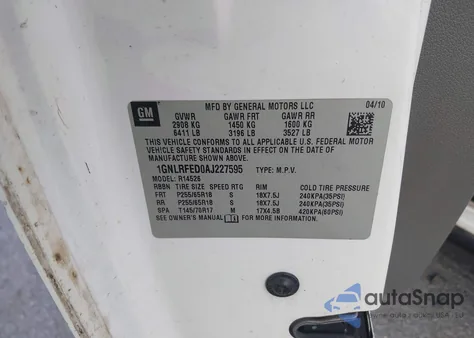 GM
MFD BY GENERAL MOTORS LLC 04/10
GVWR GAWR FRT GAWR RR
2908 KG 1450 KG 1600 KG
6411 LB 3196 LB 3527 LB
THIS VEHICLE CONFORMS TO ALL APPLICABLE U.S. FEDERAL MOTOR
VEHICLE SAFETY AND THEFT PREVENTION STANDARDS IN EFFECT ON
THE DATE OF MANUFACTURE SHOWN ABOVE.
1GNLRFED0AJ227595 TYPE: M.P.V.
MODEL: R14526
RBBN TIRE SIZE SPEED RTG RIM COLD TIRE PRESSURE
FRT P255/65R18 S 18X7.5J 240KPA(35PSI)
RR P255/65R18 S 18X7.5J 240KPA(35PSI)
SPA T145/70R17 M 17X4.5B 420KPA(60PSI)
SEE OWNER'S MANUAL FOR MORE INFORMATION.
autoSnap